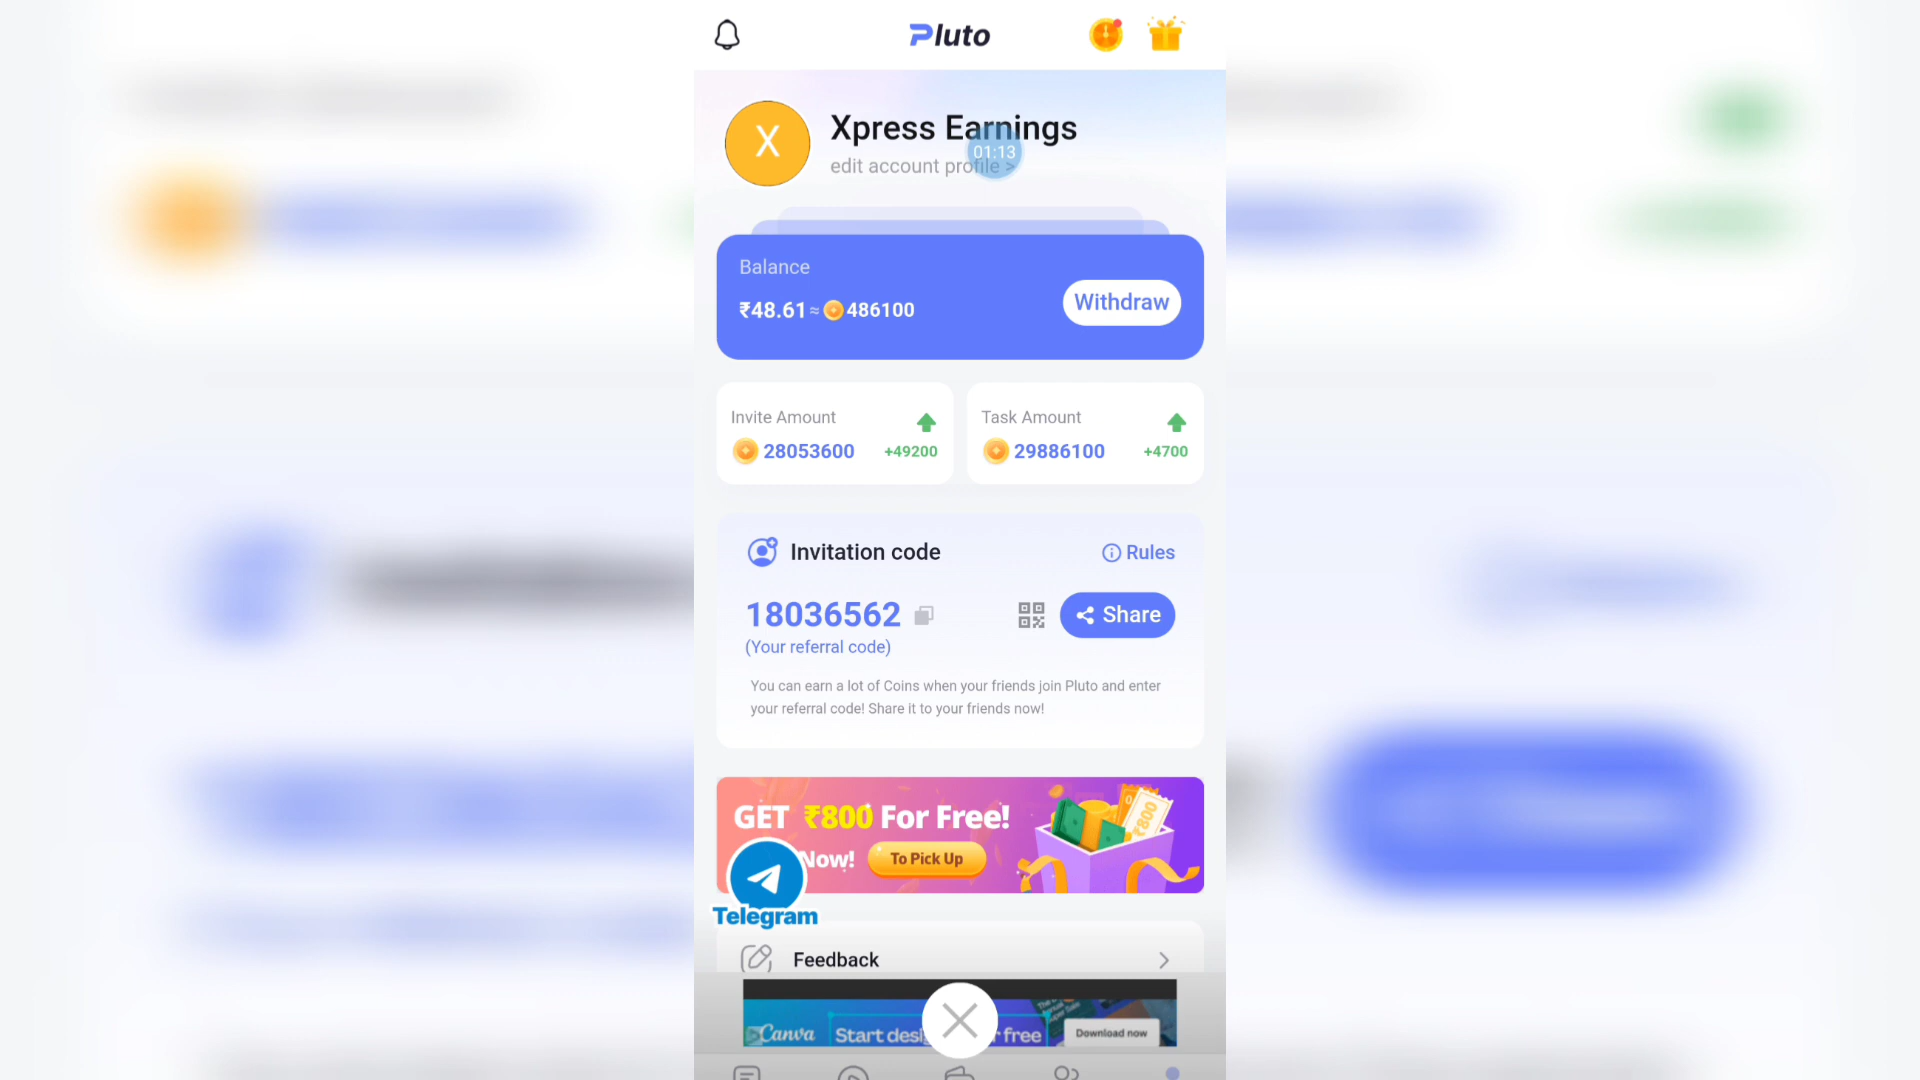 Pluto
X
Xpress Earnings
01:13
edit account profile >
Balance
₹48.61≈486100
Withdraw
Invite Amount
28053600
+49200
Task Amount
29886100
+4700
Invitation code
Rules
18036562
Share
(Your referral code)
You can earn a lot of Coins when your friends join Pluto and enter
your referral code! Share it to your friends now!
GET ₹800 For Free!
Now!
To Pick Up
₹800
Telegram
Feedback
Canva
Start
free
Download now